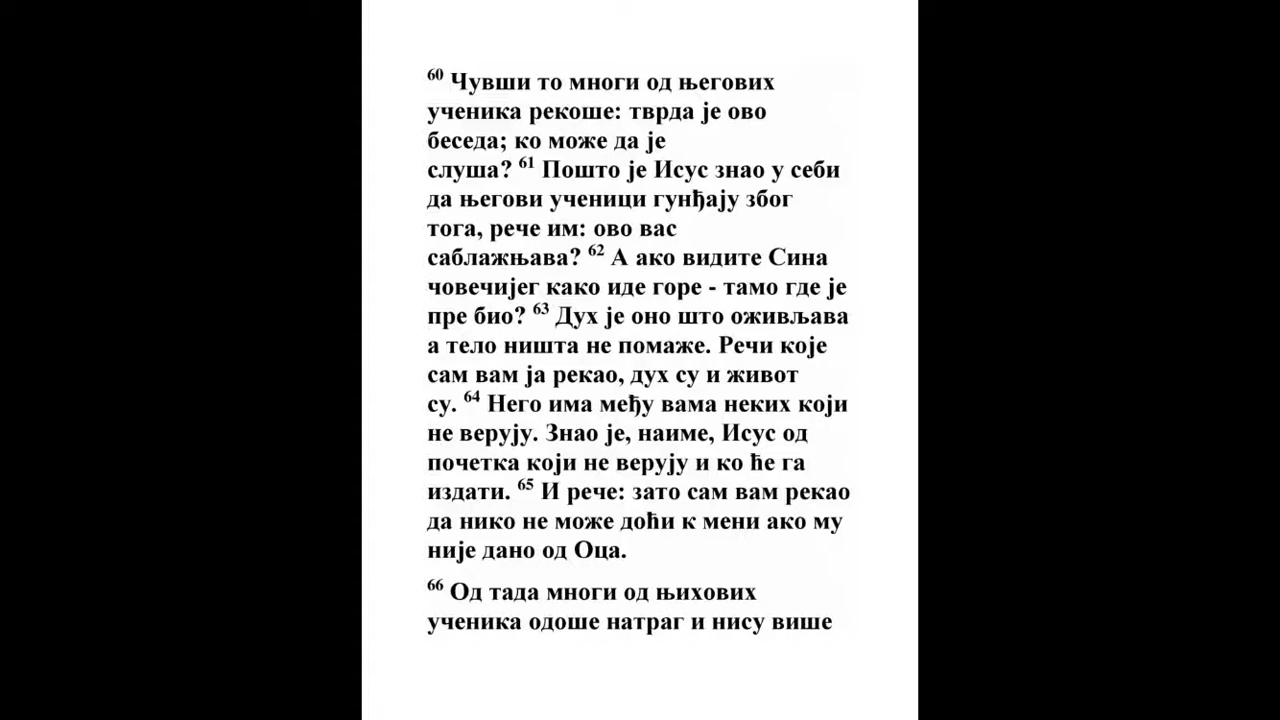 60 Чувши то многи од његових
ученика рекоше: тврда је ово
беседа; ко може да је
слуша? 61 Пошто је Исус знао у себи
да његови ученици гунђају због
тога, рече им: ово вас
саблажњава? 62 А ако видите Сина
човечијег како иде горе - тамо где је
пре био? 63 Дух је оно што оживљава
а тело ништа не помаже. Речи које
сам вам ја рекао, дух су и живот
су. 64 Него има међу вама неких који
не верују. Знао је, наиме, Исус од
почетка који не верују и ко ће га
издати. 65 И рече: зато сам вам рекао
да нико не може доћи к мени ако му
није дано од Оца.
66 Од тада многи од њихових
ученика одоше натраг и нису више